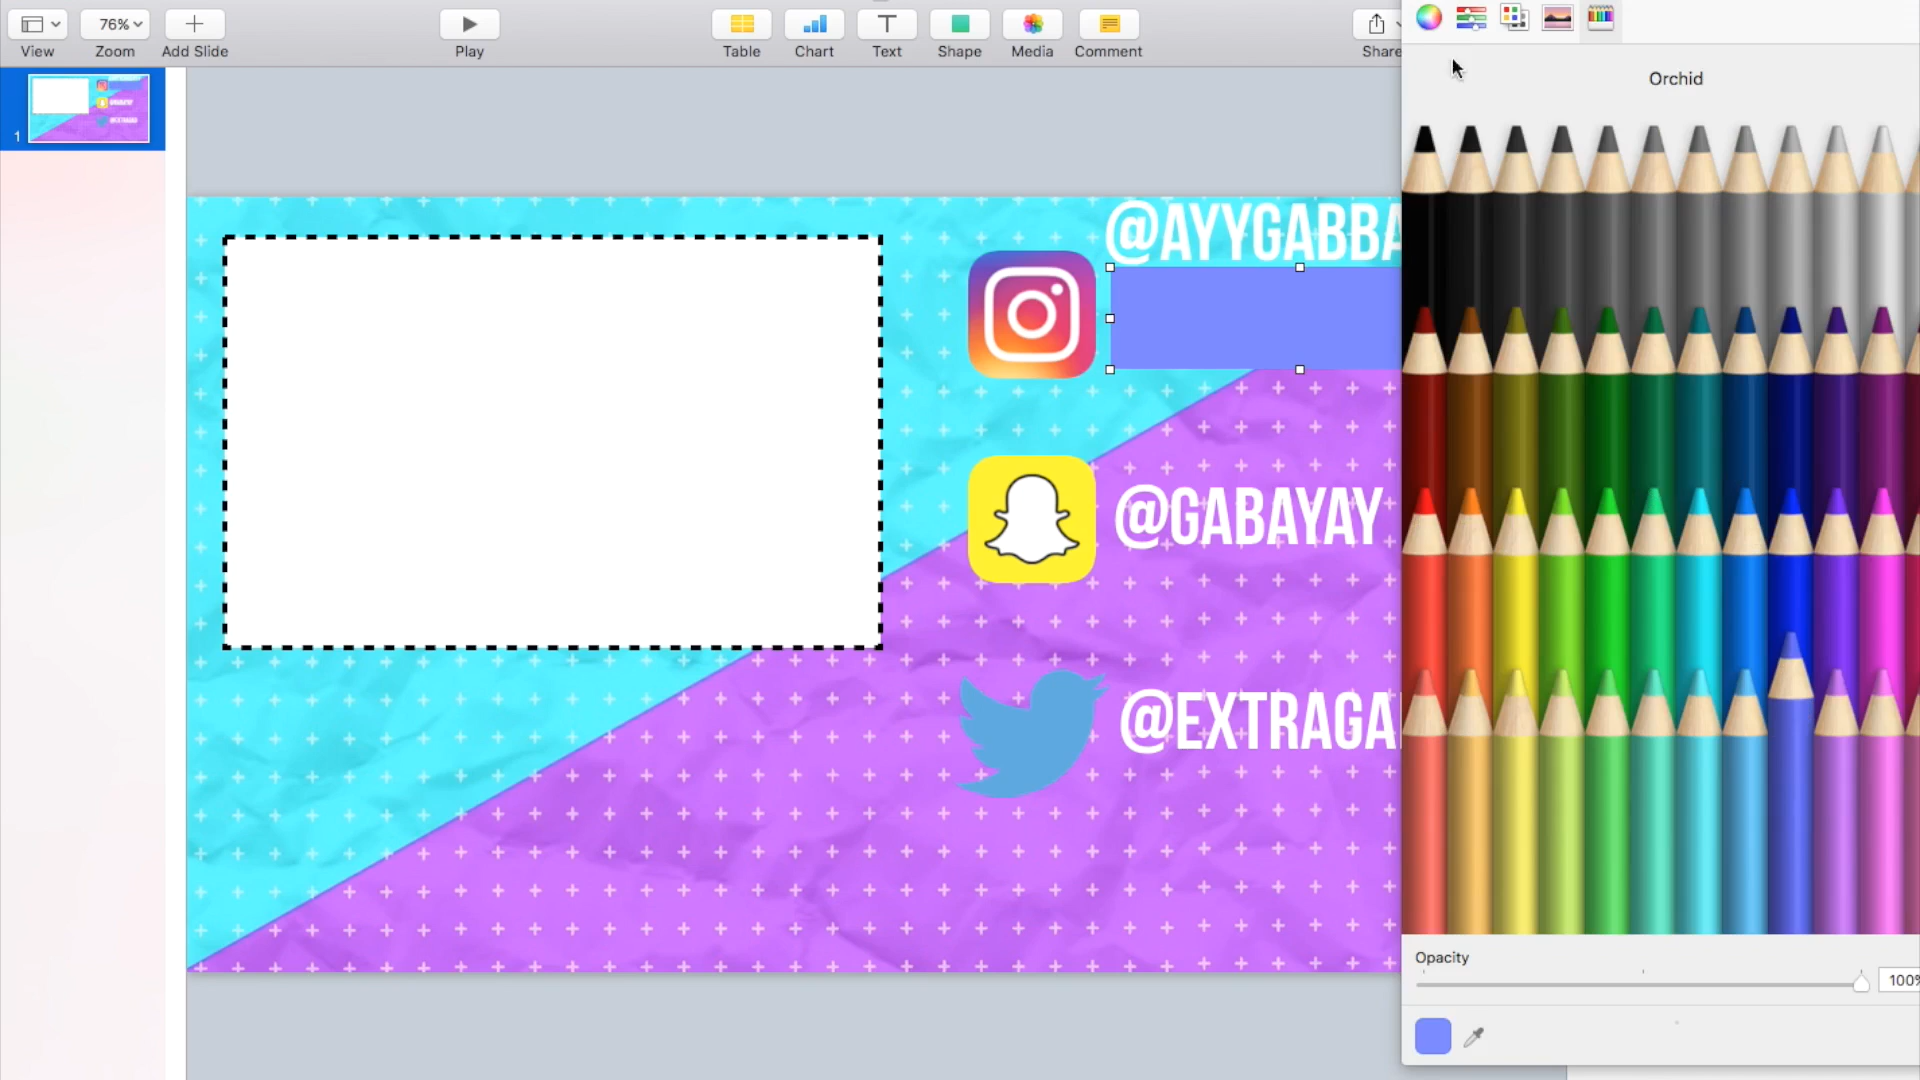 76%
View
Zoom
Add Slide
Play
Table
Chart
Text
Shape
Media
Comment
Share
Orchid
1
@AYYGABBA
@GABAYAY
@EXTRAGA
Opacity
100%